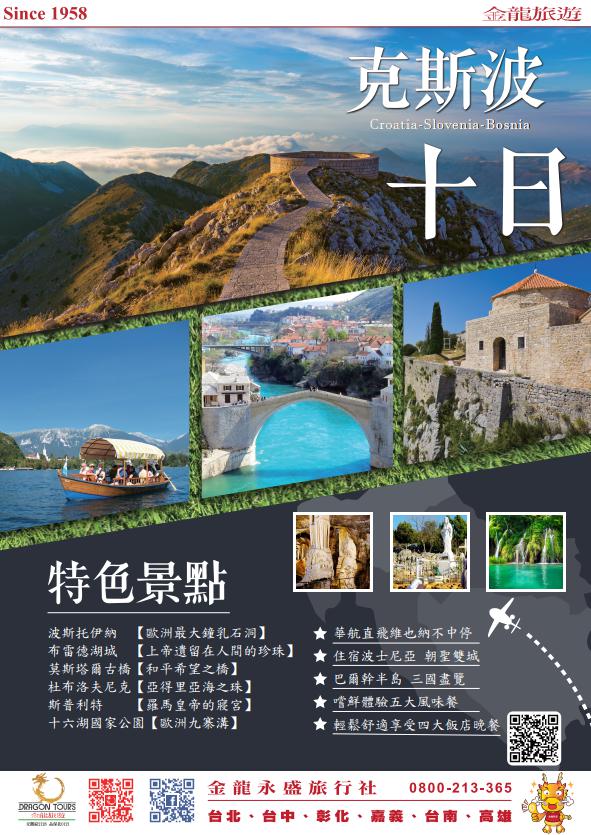 Since 1958
金龍旅遊
克斯波
Croatia-Slovenia-Bosnia
十日
特色景點
波斯托伊納 【歐洲最大鐘乳石洞】
布雷德湖城 【上帝遺留在人間的珍珠】
莫斯塔爾古橋【和平希望之橋】
杜布洛夫尼克【亞得里亞海之珠】
斯普利特 【羅馬皇帝的寢宮】
十六湖國家公園【歐洲九寨溝】
★ 華航直飛維也納不中停
★ 住宿波士尼亞 朝聖雙城
★ 巴爾幹半島 三國盡覽
★ 嚐鮮體驗五大風味餐
★ 輕鬆舒適享受四大飯店晚餐
DRAGON TOURS
金龍永盛旅行社 0800-213-365
台北、台中、彰化、嘉義、台南、高雄